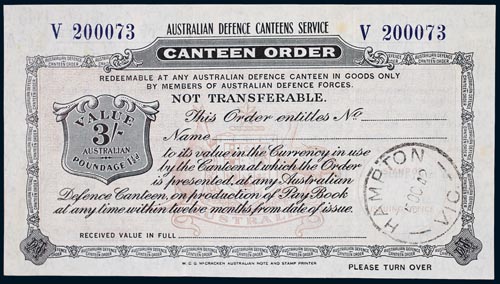 V 200073 AUSTRALIAN DEFENCE CANTEENS SERVICE V 200073
CANTEEN ORDER
REDEEMABLE AT ANY AUSTRALIAN DEFENCE CANTEEN IN GOODS ONLY
BY MEMBERS OF AUSTRALIAN DEFENCE FORCES.
NOT TRANSFERABLE.
VALUE
3/-
AUSTRALIAN
POUNDAGE 1½d
This Order entitles No
Name
to its value in the Currency in use
by the Canteen at which the Order
is presented, at any Australian
Defence Canteen, on production of Pay Book
at any time within twelve months from date of issue.
HAMPTON
VIC
RECEIVED VALUE IN FULL
W. C. G. McCRACKEN AUSTRALIAN NOTE AND STAMP PRINTER
PLEASE TURN OVER